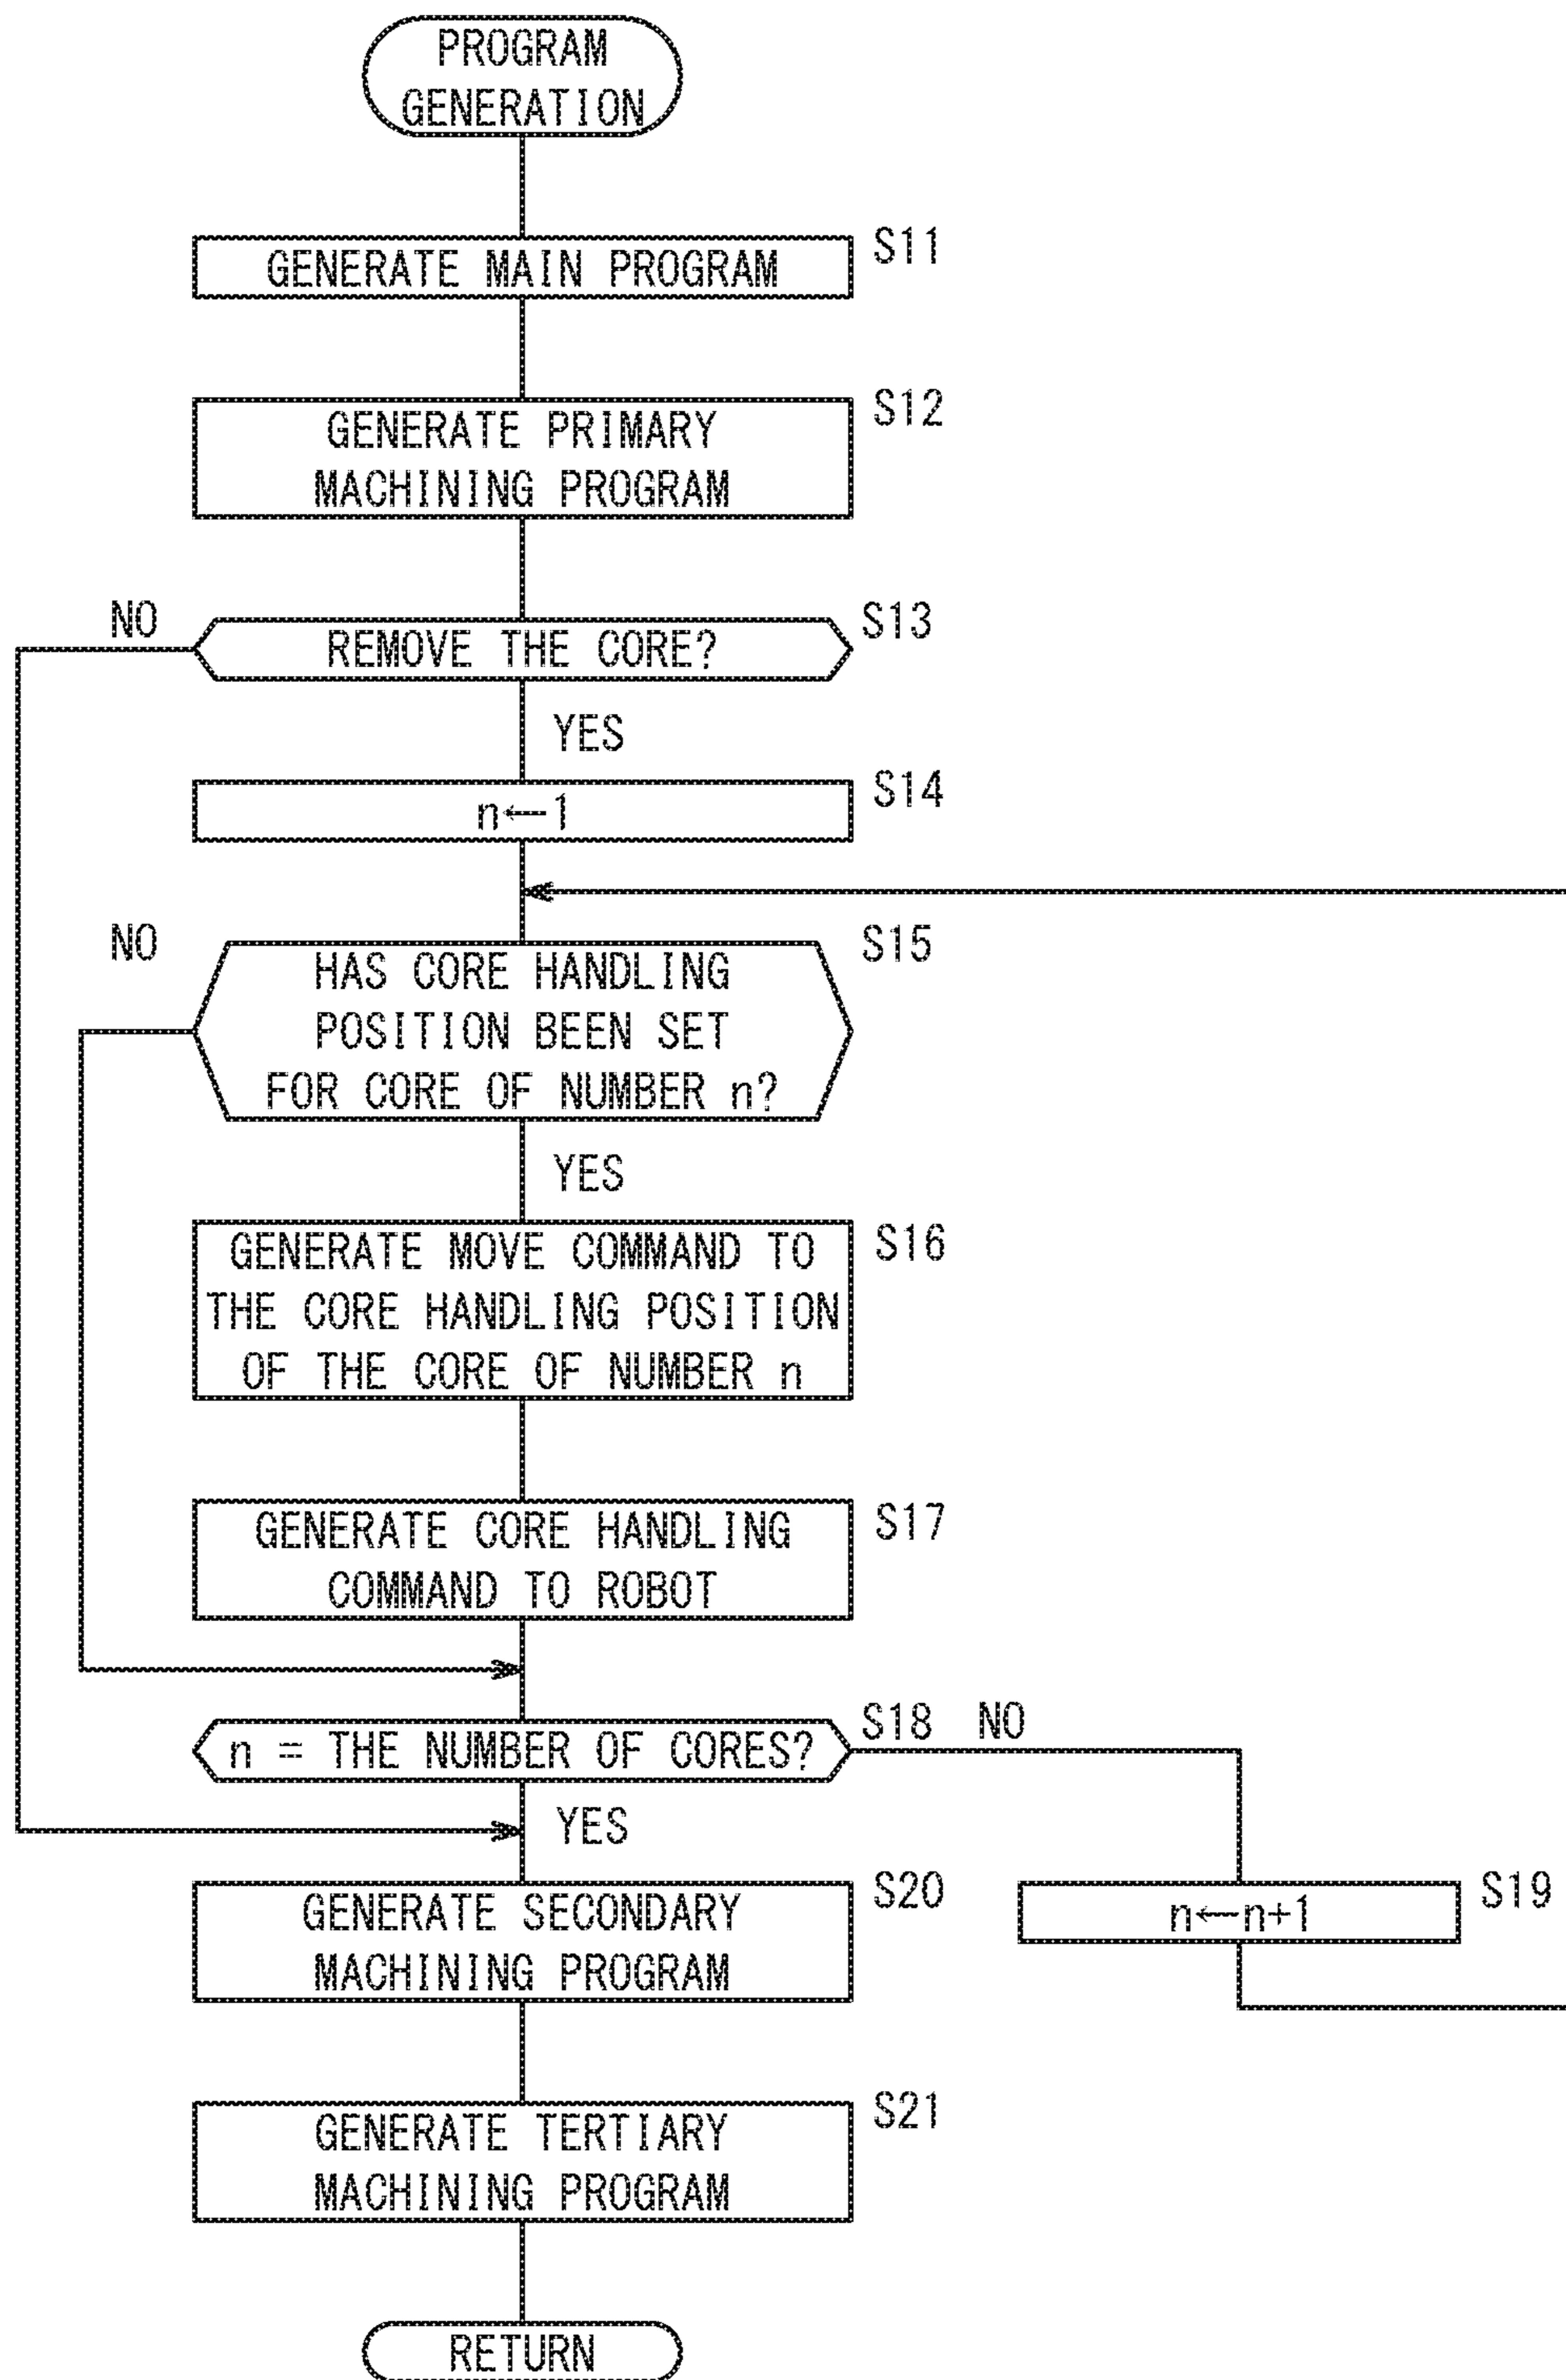 PROGRAM
GENERATION
GENERATE MAIN PROGRAM
S11
GENERATE PRIMARY
MACHINING PROGRAM
S12
NO
REMOVE THE CORE?
S13
YES
n←1
S14
NO
HAS CORE HANDLING
POSITION BEEN SET
FOR CORE OF NUMBER n?
S15
YES
GENERATE MOVE COMMAND TO
THE CORE HANDLING POSITION
OF THE CORE OF NUMBER n
S16
GENERATE CORE HANDLING
COMMAND TO ROBOT
S17
n = THE NUMBER OF CORES?
S18 NO
YES
GENERATE SECONDARY
MACHINING PROGRAM
S20
n←n+1
S19
GENERATE TERTIARY
MACHINING PROGRAM
S21
RETURN